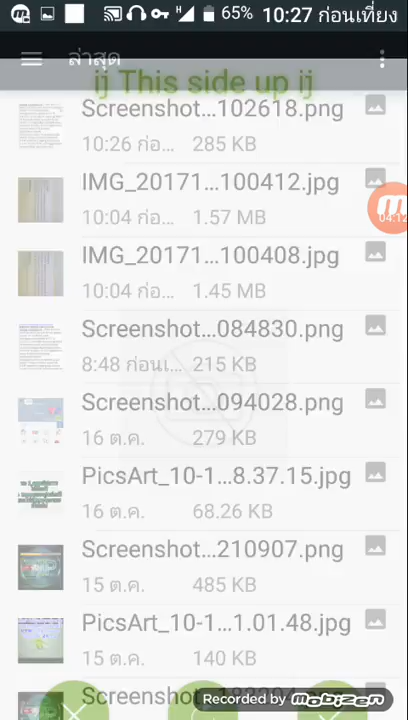 65% 10:27 ก่อนเที่ยง
ล่าสุด
ij This side up ij
Screenshot...102618.png
10:26 ก่อ... 285 KB
IMG_20171...100412.jpg
04:12
10:04 ก่อ... 1.57 MB
IMG_20171...100408.jpg
10:04 ก่อ... 1.45 MB
Screenshot...084830.png
8:48 ก่อนเ... 215 KB
Screenshot...094028.png
16 ต.ค. 279 KB
PicsArt_10-1...8.37.15.jpg
16 ต.ค. 68.26 KB
Screenshot...210907.png
15 ต.ค. 485 KB
PicsArt_10-1...1.01.48.jpg
15 ต.ค. 140 KB
Recorded by mobizen